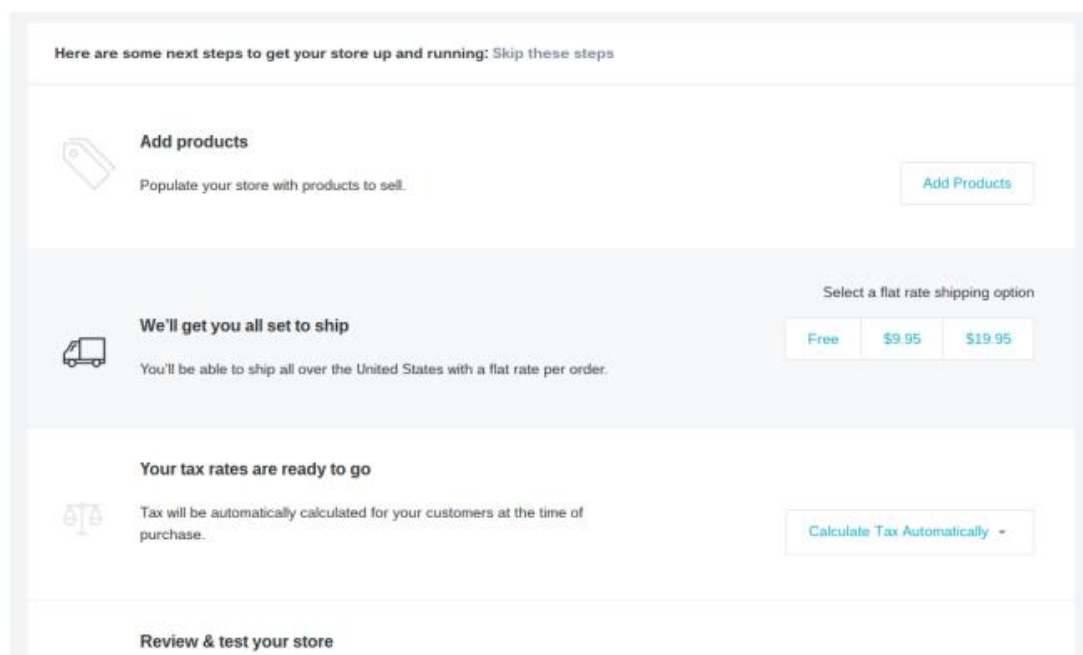 Here are some next steps to get your store up and running: Skip these steps
Add products
Populate your store with products to sell.
Add Products
Select a flat rate shipping option
We'll get you all set to ship
Free $9.95 $19.95
You'll be able to ship all over the United States with a flat rate per order.
Your tax rates are ready to go
Tax will be automatically calculated for your customers at the time of
purchase.
Calculate Tax Automatically
Review & test your store